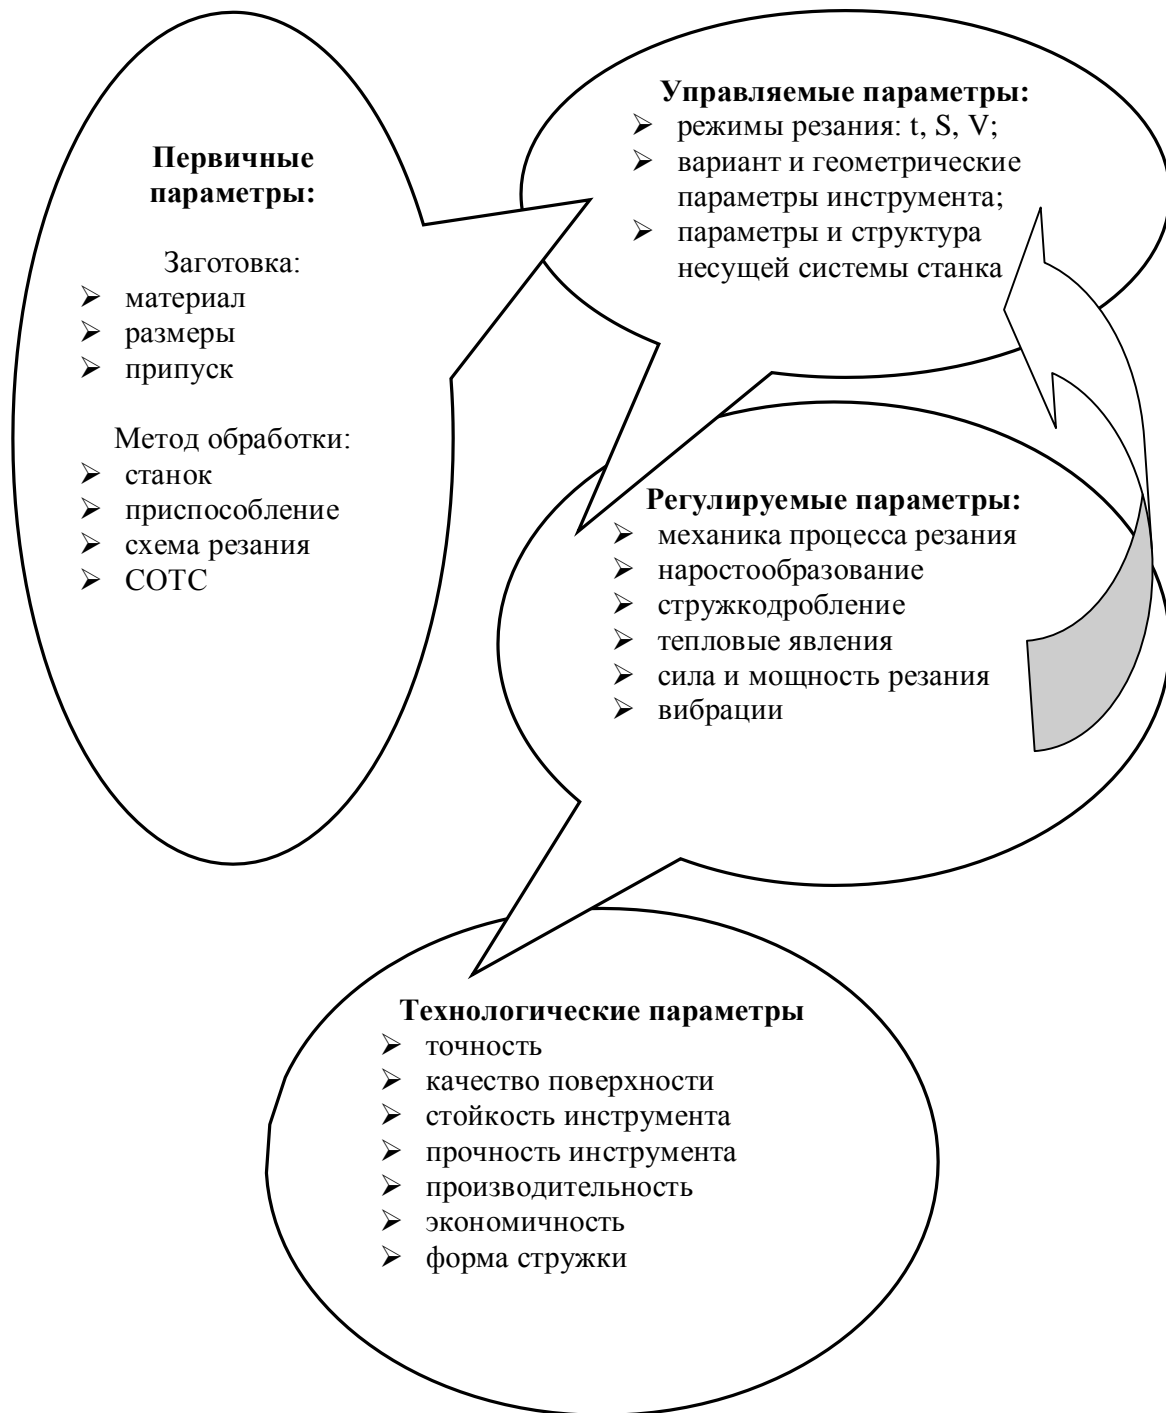 Первичные
параметры:
Заготовка:
➢ материал
➢ размеры
➢ припуск
Метод обработки:
➢ станок
➢ приспособление
➢ схема резания
➢ СОТС
Управляемые параметры:
➢ режимы резания: t, S, V;
➢ вариант и геометрические
параметры инструмента;
➢ параметры и структура
несущей системы станка
Регулируемые параметры:
➢ механика процесса резания
➢ наростообразование
➢ стружкодробление
➢ тепловые явления
➢ сила и мощность резания
➢ вибрации
Технологические параметры
➢ точность
➢ качество поверхности
➢ стойкость инструмента
➢ прочность инструмента
➢ производительность
➢ экономичность
➢ форма стружки